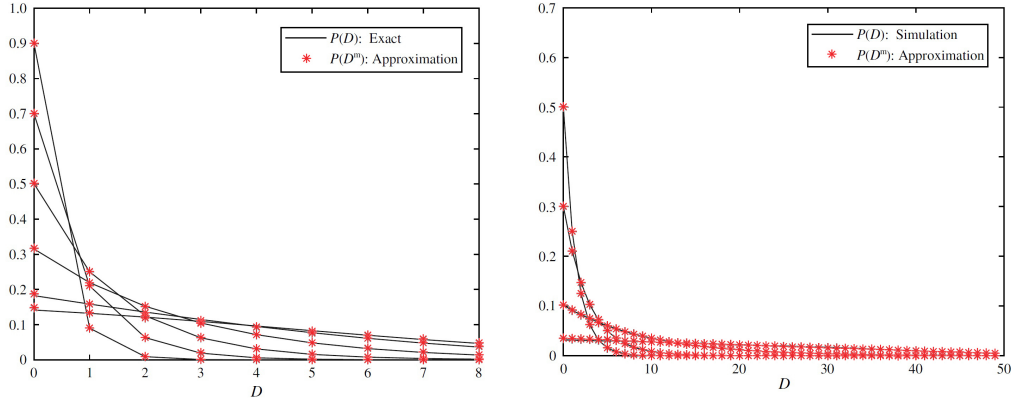 1.0
0.9
0.8
0.7
0.6
0.5
0.4
0.3
0.2
0.1
0
0 1 2 3 4 5 6 7 8
D
P(D): Exact
P(Dᵐ): Approximation
0.7
0.6
0.5
0.4
0.3
0.2
0.1
0
0 10 20 30 40 50
D
P(D): Simulation
P(Dᵐ): Approximation